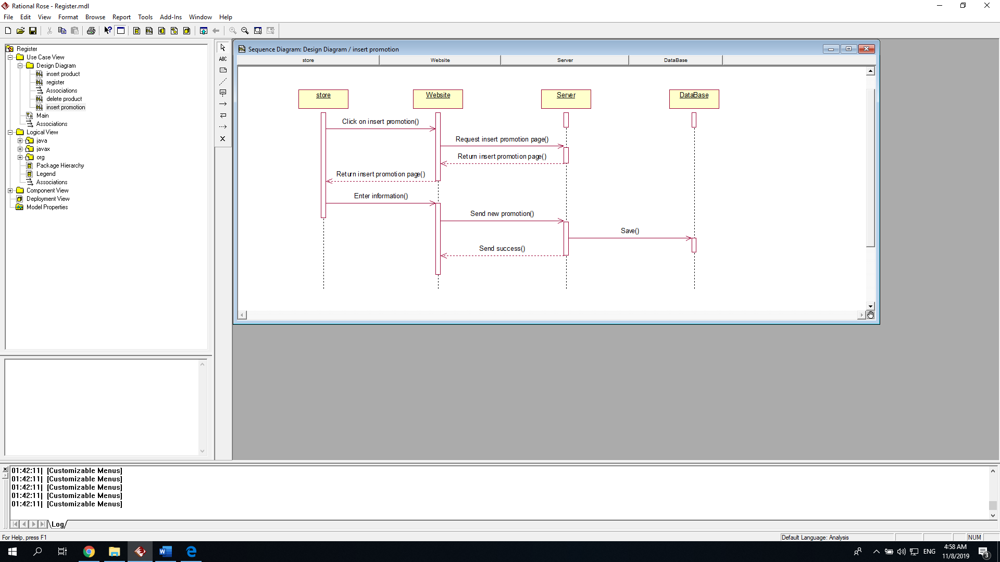 Rational Rose - Register.mdl
File Edit View Format Browse Report Tools Add-Ins Window Help
Register
Use Case View
Design Diagram
insert product
register
Associations
delete product
insert promotion
Main
Associations
Logical View
java
javax
org
Package Hierarchy
Legend
Associations
Component View
Deployment View
Model Properties
ABC
Sequence Diagram: Design Diagram / insert promotion
store Website Server DataBase
store Website Server DataBase
Click on insert promotion()
Request insert promotion page()
Return insert promotion page()
Return insert promotion page()
Enter information()
Send new promotion()
Save()
Send success()
01:42:11| [Customizable Menus]
01:42:11| [Customizable Menus]
01:42:11| [Customizable Menus]
01:42:11| [Customizable Menus]
01:42:11| [Customizable Menus]
Log
For Help, press F1
Default Language: Analysis
NUM
ENG
4:58 AM
11/8/2019
3